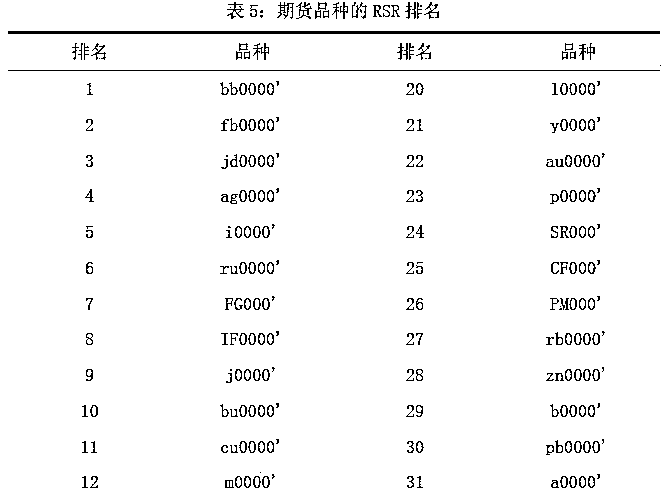 表5：期货品种的RSR排名
排名 品种 排名 品种
1 bb0000' 20 l0000'
2 fb0000' 21 y0000'
3 jd0000' 22 au0000'
4 ag0000' 23 p0000'
5 i0000' 24 SR000'
6 ru0000' 25 CF000'
7 FG000' 26 PM000'
8 IF0000' 27 rb0000'
9 j0000' 28 zn0000'
10 bu0000' 29 b0000'
11 cu0000' 30 pb0000'
12 m0000' 31 a0000'